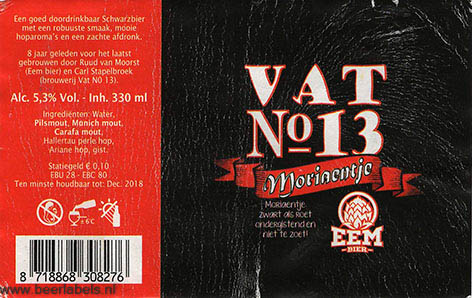 Een goed doordrinkbaar Schwarzbier
met een robuuste smaak, mooie
hoparoma's en een zachte afdronk.
8 jaar geleden voor het laatst
gebrouwen door Ruud van Moorst
(Eem bier) en Carl Stapelbroek
(brouwerij Vat N0 13).
Alc. 5,3% Vol. - Inh. 330 ml
Ingrediënten: Water,
Pilsmout, Münich mout,
Carafa mout,
Hallertau perle hop,
Ariane hop, gist.
Statiegeld € 0,10
EBU 28 - EBC 80
Ten minste houdbaar tot: Dec. 2018
± 6°C
8 718868 308276
www.beerlabels.nl
VAT
No 13
Moriaentje
Moriaentje
zwart als roet
ondergistend en
niet te zoet!
EEM
BIER